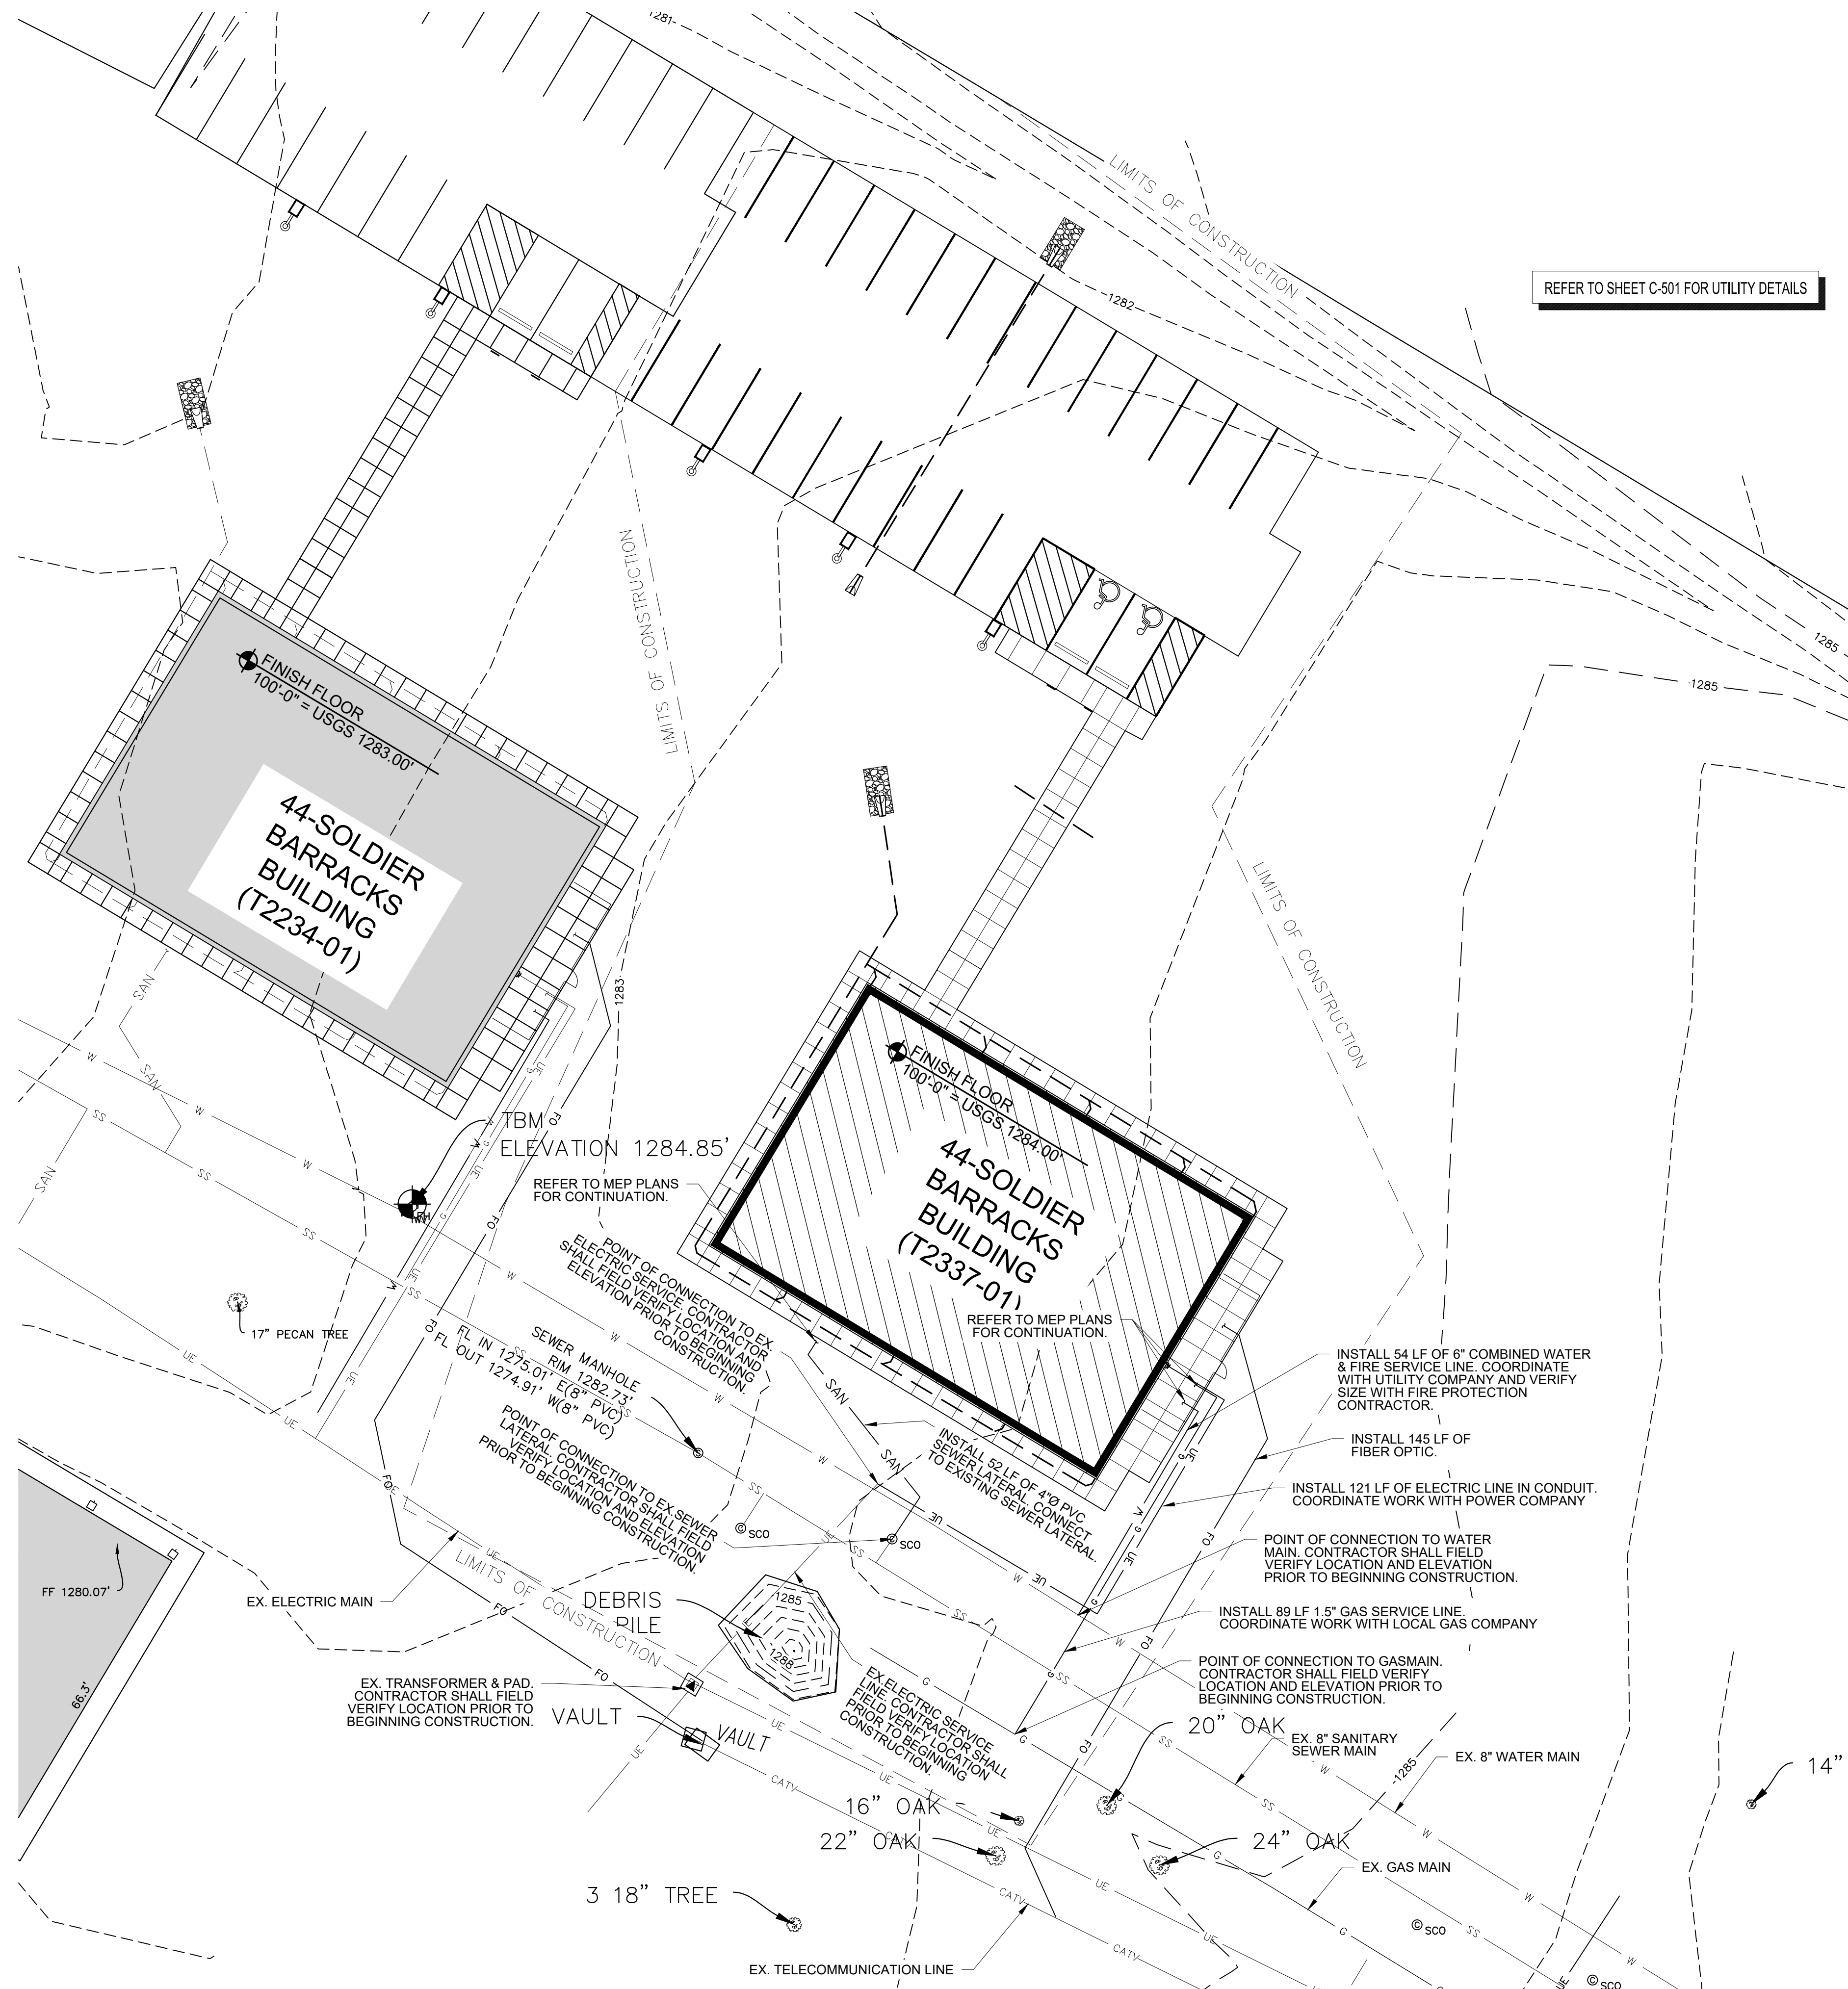 1281
LIMITS OF CONSTRUCTION
REFER TO SHEET C-501 FOR UTILITY DETAILS
1282
LIMITS OF CONSTRUCTION
1285
1285
FINISH FLOOR
100'-0" = USGS 1283.00'
44-SOLDIER
BARRACKS
BUILDING
(T2234-01)
LIMITS OF CONSTRUCTION
SAN
SAN
SAN
1283
FINISH FLOOR
100'-0" = USGS 1284.00'
44-SOLDIER
BARRACKS
BUILDING
(T2337-01)
TBM
ELEVATION 1284.85'
REFER TO MEP PLANS
FOR CONTINUATION.
POINT OF CONNECTION TO EX.
ELECTRIC SERVICE. CONTRACTOR
SHALL FIELD VERIFY LOCATION AND
ELEVATION PRIOR TO BEGINNING
CONSTRUCTION.
17" PECAN TREE
REFER TO MEP PLANS
FOR CONTINUATION.
SEWER MANHOLE
RIM 1282.73'
FL IN 1275.01' E(8" PVC)
FL OUT 1274.91' W(8" PVC)
SAN
SAN
INSTALL 54 LF OF 6" COMBINED WATER
& FIRE SERVICE LINE. COORDINATE
WITH UTILITY COMPANY AND VERIFY
SIZE WITH FIRE PROTECTION
CONTRACTOR.
POINT OF CONNECTION TO EX.SEWER
LATERAL. CONTRACTOR SHALL FIELD
VERIFY LOCATION AND ELEVATION
PRIOR TO BEGINNING CONSTRUCTION.
INSTALL 52 LF OF 4"Ø PVC
SEWER LATERAL. CONNECT
TO EXISTING SEWER LATERAL.
INSTALL 145 LF OF
FIBER OPTIC.
INSTALL 121 LF OF ELECTRIC LINE IN CONDUIT.
COORDINATE WORK WITH POWER COMPANY
SCO
SCO
POINT OF CONNECTION TO WATER
MAIN. CONTRACTOR SHALL FIELD
VERIFY LOCATION AND ELEVATION
PRIOR TO BEGINNING CONSTRUCTION.
FF 1280.07'
EX. ELECTRIC MAIN
LIMITS OF CONSTRUCTION
DEBRIS
PILE
1285
1288
INSTALL 89 LF 1.5" GAS SERVICE LINE.
COORDINATE WORK WITH LOCAL GAS COMPANY
66.3'
EX. TRANSFORMER & PAD.
CONTRACTOR SHALL FIELD
VERIFY LOCATION PRIOR TO
BEGINNING CONSTRUCTION.
VAULT
VAULT
EX.ELECTRIC SERVICE
LINE. CONTRACTOR SHALL
FIELD VERIFY LOCATION
PRIOR TO BEGINNING
CONSTRUCTION.
POINT OF CONNECTION TO GASMAIN.
CONTRACTOR SHALL FIELD VERIFY
LOCATION AND ELEVATION PRIOR TO
BEGINNING CONSTRUCTION.
20" OAK
EX. 8" SANITARY
SEWER MAIN
EX. 8" WATER MAIN
1285
14"
16" OAK
22" OAK
24" OAK
EX. GAS MAIN
3 18" TREE
CATV
CATV
CATV
CATV
EX. TELECOMMUNICATION LINE
SCO
SCO